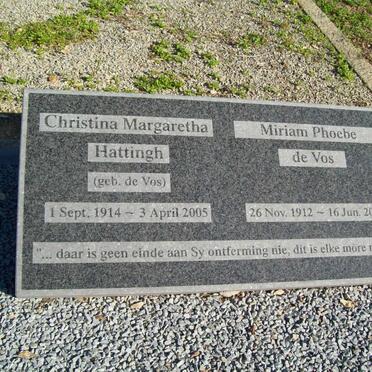 Christina Margaretha
Hattingh
(geb. de Vos)
1 Sept. 1914 ~ 3 April 2005
Miriam Phoebe
de Vos
26 Nov. 1912 ~ 16 Jun.
"... daar is geen einde aan Sy ontferming nie, dit is elke môre